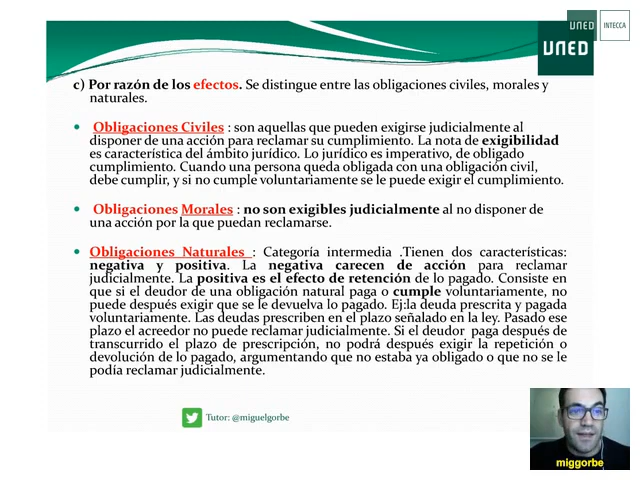 UNED
INTECCA
UNED
c) Por razón de los efectos. Se distingue entre las obligaciones civiles, morales y
naturales.
• Obligaciones Civiles : son aquellas que pueden exigirse judicialmente al
disponer de una acción para reclamar su cumplimiento. La nota de exigibilidad
es característica del ámbito jurídico. Lo jurídico es imperativo, de obligado
cumplimiento. Cuando una persona queda obligada con una obligación civil,
debe cumplir, y si no cumple voluntariamente se le puede exigir el cumplimiento.
• Obligaciones Morales : no son exigibles judicialmente al no disponer de
una acción por la que puedan reclamarse.
• Obligaciones Naturales : Categoría intermedia .Tienen dos características:
negativa y positiva. La negativa carecen de acción para reclamar
judicialmente. La positiva es el efecto de retención de lo pagado. Consiste en
que si el deudor de una obligación natural paga o cumple voluntariamente, no
puede después exigir que se le devuelva lo pagado. Ej:la deuda prescrita y pagada
voluntariamente. Las deudas prescriben en el plazo señalado en la ley. Pasado ese
plazo el acreedor no puede reclamar judicialmente. Si el deudor paga después de
transcurrido el plazo de prescripción, no podrá después exigir la repetición o
devolución de lo pagado, argumentando que no estaba ya obligado o que no se le
podía reclamar judicialmente.
Tutor: @miguelgorbe
miggorbe